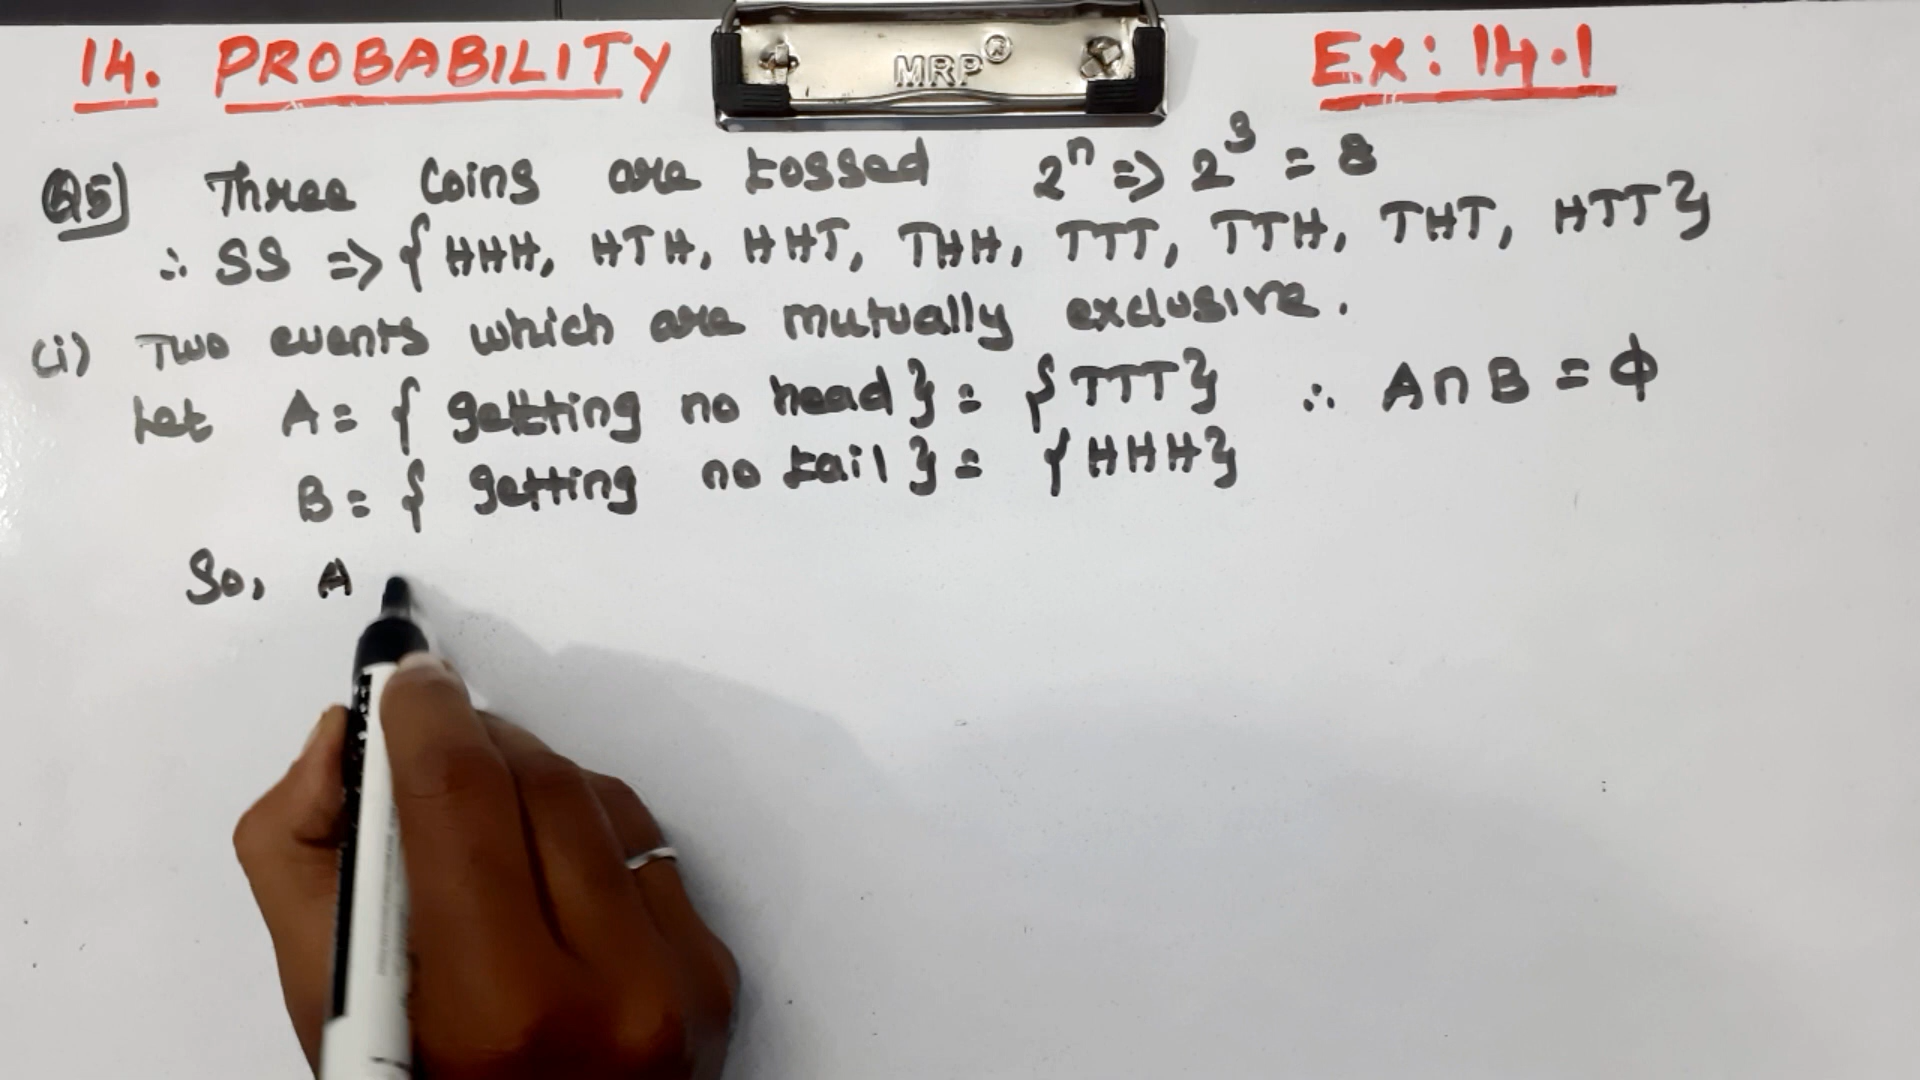 14. PROBABILITY
MRP®
Ex: 14.1
Q5) Three Coins are tossed 2ⁿ => 2³ = 8
∴ SS => { HHH, HTH, HHT, THH, TTT, TTH, THT, HTT }
(i) Two events which are mutually exclusive.
Let A = { getting no head } = { TTT } ∴ A∩B = ϕ
B = { getting no tail } = { HHH }
So, A